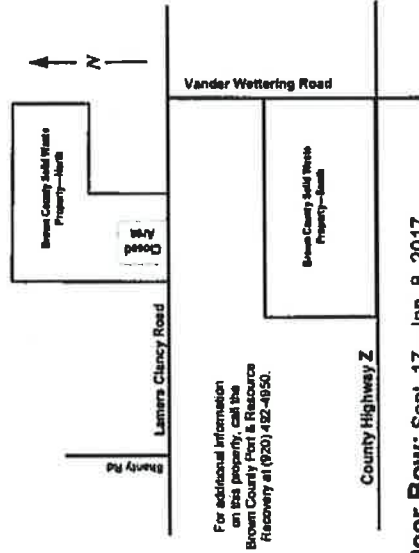 N
Brown County Solid Waste
Property—North
Closed
Area
Shanty Rd
Lamers Clancy Road
Vander Wettering Road
For additional information
on this property, call the
Brown County Port & Resource
Recovery at (920) 492-4950.
Brown County Solid Waste
Property—South
County Highway Z
eer Bow: Sept. 17 Jan. 8, 2017